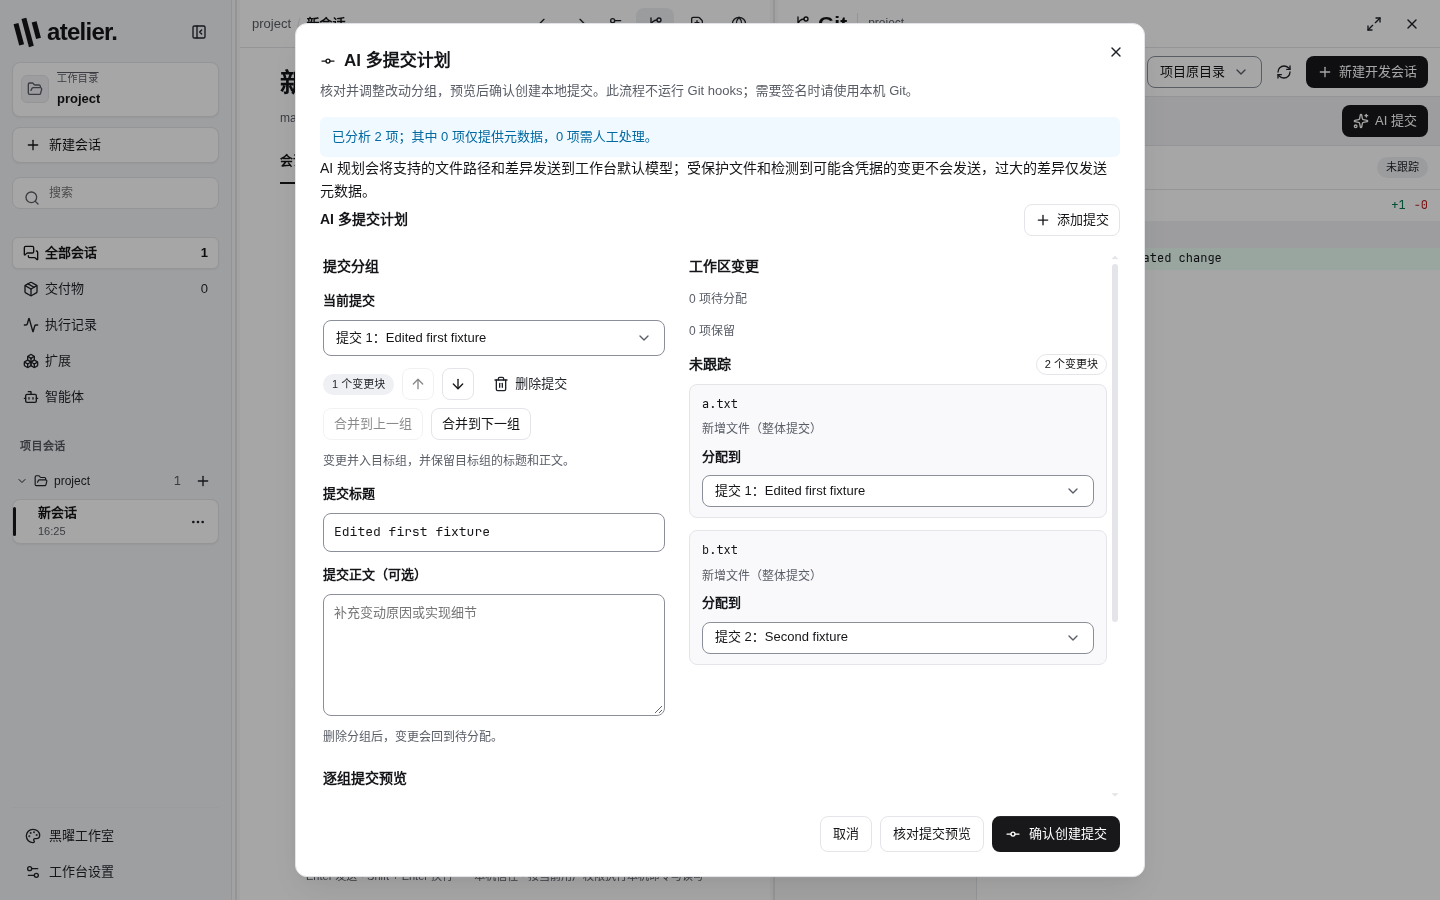 atelier.
工作目录
project
新建会话
搜索
全部会话 1
交付物 0
执行记录
扩展
智能体
项目会话
project 1
新会话
16:25
黑曜工作室
工作台设置
project / 新会话
Git project
项目原目录
新建开发会话
AI 提交
未跟踪
+1 -0
ated change
AI 多提交计划
核对并调整改动分组，预览后确认创建本地提交。此流程不运行 Git hooks；需要签名时请使用本机 Git。
已分析 2 项；其中 0 项仅提供元数据，0 项需人工处理。
AI 规划会将支持的文件路径和差异发送到工作台默认模型；受保护文件和检测到可能含凭据的变更不会发送，过大的差异仅发送
元数据。
AI 多提交计划
添加提交
提交分组
当前提交
提交 1：Edited first fixture
1 个变更块
删除提交
合并到上一组 合并到下一组
变更并入目标组，并保留目标组的标题和正文。
提交标题
Edited first fixture
提交正文（可选）
补充变动原因或实现细节
删除分组后，变更会回到待分配。
逐组提交预览
工作区变更
0 项待分配
0 项保留
未跟踪 2 个变更块
a.txt
新增文件（整体提交）
分配到
提交 1：Edited first fixture
b.txt
新增文件（整体提交）
分配到
提交 2：Second fixture
取消 核对提交预览 确认创建提交